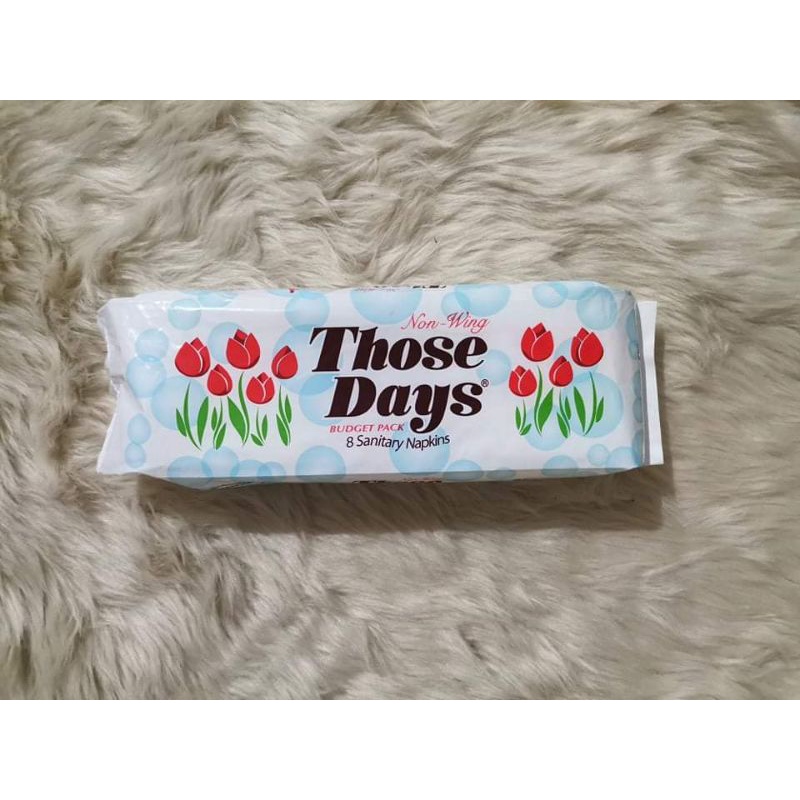 Non-Wing
Those
Days®
BUDGET PACK
8 Sanitary Napkins